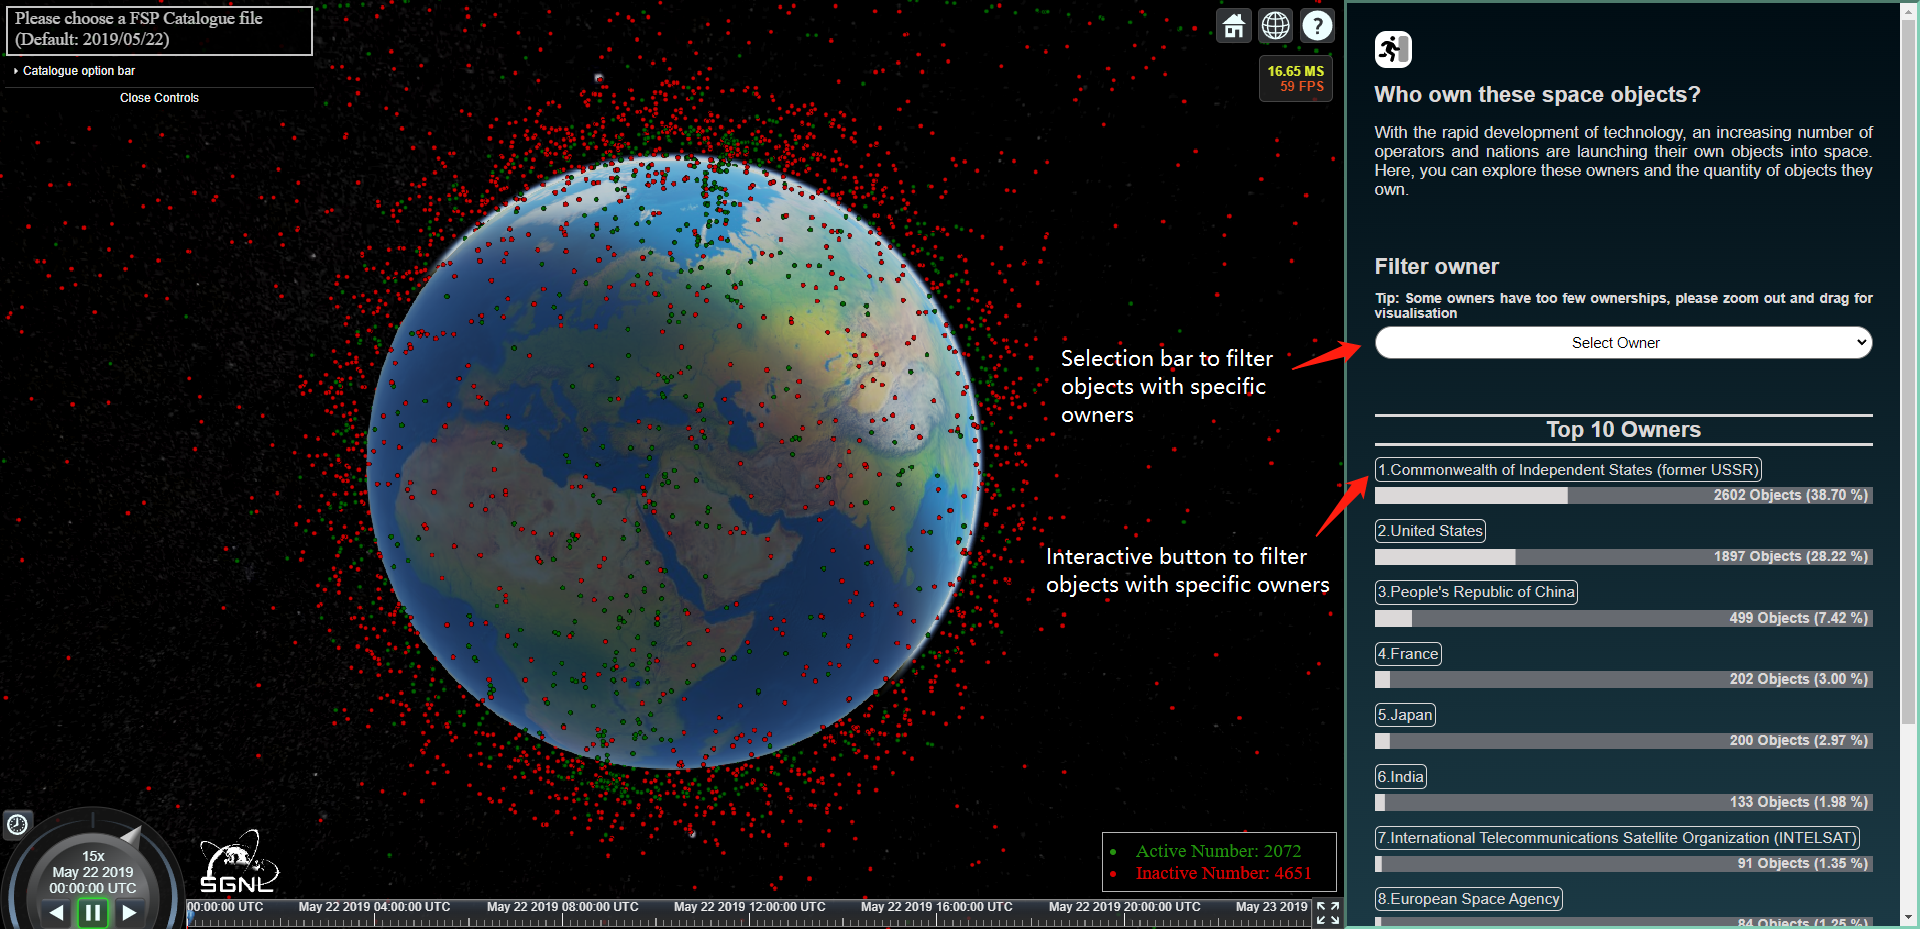 Please choose a FSP Catalogue file
(Default: 2019/05/22)
Catalogue option bar
Close Controls
16.65 MS
59 FPS
?
Selection bar to filter
objects with specific
owners
Interactive button to filter
objects with specific owners
Active Number: 2072
Inactive Number: 4651
15x
May 22 2019
00:00:00 UTC
SGNL
00:00:00 UTC
May 22 2019 04:00:00 UTC
May 22 2019 08:00:00 UTC
May 22 2019 12:00:00 UTC
May 22 2019 16:00:00 UTC
May 22 2019 20:00:00 UTC
May 23 2019
Who own these space objects?
With the rapid development of technology, an increasing number of
operators and nations are launching their own objects into space.
Here, you can explore these owners and the quantity of objects they
own.
Filter owner
Tip: Some owners have too few ownerships, please zoom out and drag for
visualisation
Select Owner
Top 10 Owners
1.Commonwealth of Independent States (former USSR)
2602 Objects (38.70 %)
2.United States
1897 Objects (28.22 %)
3.People's Republic of China
499 Objects (7.42 %)
4.France
202 Objects (3.00 %)
5.Japan
200 Objects (2.97 %)
6.India
133 Objects (1.98 %)
7.International Telecommunications Satellite Organization (INTELSAT)
91 Objects (1.35 %)
8.European Space Agency
84 Objects (1.25 %)